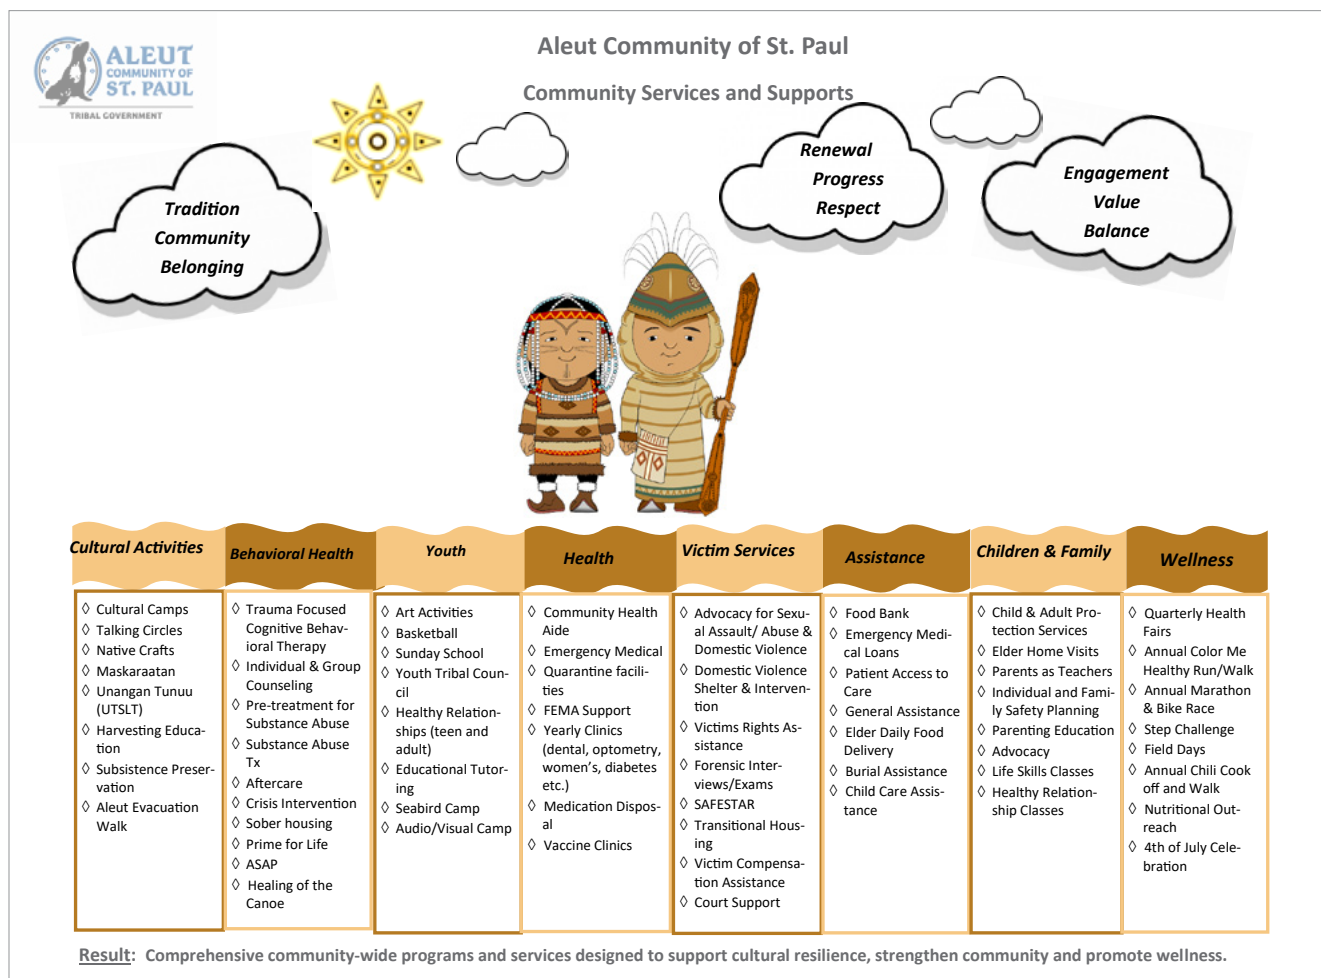 ALEUT
COMMUNITY OF
ST. PAUL
TRIBAL GOVERNMENT
Aleut Community of St. Paul
Community Services and Supports
Tradition
Community
Belonging
Renewal
Progress
Respect
Engagement
Value
Balance
Cultural Activities
◊ Cultural Camps
◊ Talking Circles
◊ Native Crafts
◊ Maskaraatan
◊ Unangan Tunuu
(UTSLT)
◊ Harvesting Educa-
tion
◊ Subsistence Preser-
vation
◊ Aleut Evacuation
Walk
Behavioral Health
◊ Trauma Focused
Cognitive Behav-
ioral Therapy
◊ Individual & Group
Counseling
◊ Pre-treatment for
Substance Abuse
◊ Substance Abuse
Tx
◊ Aftercare
◊ Crisis Intervention
◊ Sober housing
◊ Prime for Life
◊ ASAP
◊ Healing of the
Canoe
Youth
◊ Art Activities
◊ Basketball
◊ Sunday School
◊ Youth Tribal Coun-
cil
◊ Healthy Relation-
ships (teen and
adult)
◊ Educational Tutor-
ing
◊ Seabird Camp
◊ Audio/Visual Camp
Health
◊ Community Health
Aide
◊ Emergency Medical
◊ Quarantine facili-
ties
◊ FEMA Support
◊ Yearly Clinics
(dental, optometry,
women's, diabetes
etc.)
◊ Medication Dispos-
al
◊ Vaccine Clinics
Victim Services
◊ Advocacy for Sexu-
al Assault/ Abuse &
Domestic Violence
◊ Domestic Violence
Shelter & Interven-
tion
◊ Victims Rights As-
sistance
◊ Forensic Inter-
views/Exams
◊ SAFESTAR
◊ Transitional Hous-
ing
◊ Victim Compensa-
tion Assistance
◊ Court Support
Assistance
◊ Food Bank
◊ Emergency Medi-
cal Loans
◊ Patient Access to
Care
◊ General Assistance
◊ Elder Daily Food
Delivery
◊ Burial Assistance
◊ Child Care Assis-
tance
Children & Family
◊ Child & Adult Pro-
tection Services
◊ Elder Home Visits
◊ Parents as Teachers
◊ Individual and Fami-
ly Safety Planning
◊ Parenting Education
◊ Advocacy
◊ Life Skills Classes
◊ Healthy Relation-
ship Classes
Wellness
◊ Quarterly Health
Fairs
◊ Annual Color Me
Healthy Run/Walk
◊ Annual Marathon
& Bike Race
◊ Step Challenge
◊ Field Days
◊ Annual Chili Cook
off and Walk
◊ Nutritional Out-
reach
◊ 4th of July Cele-
bration
Result: Comprehensive community-wide programs and services designed to support cultural resilience, strengthen community and promote wellness.